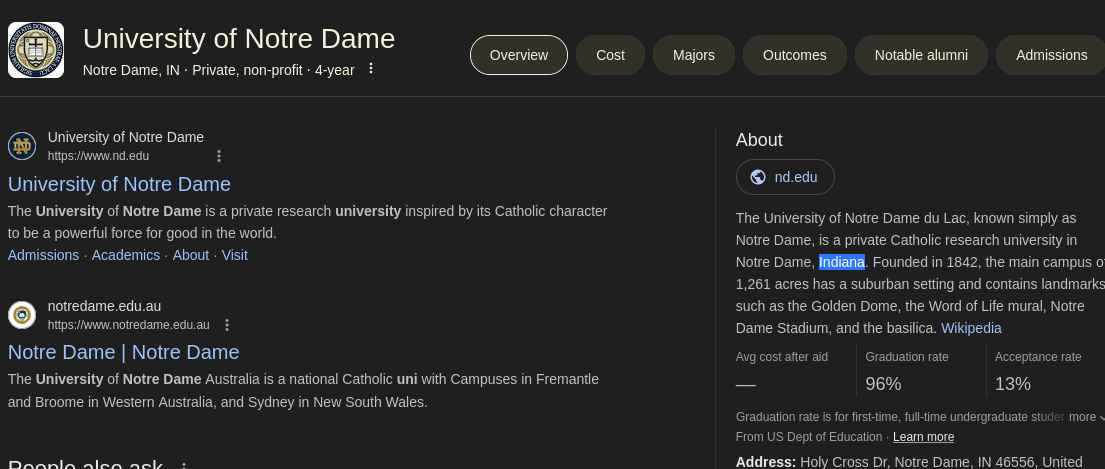 University of Notre Dame
Notre Dame, IN · Private, non-profit · 4-year
Overview
Cost
Majors
Outcomes
Notable alumni
Admissions
University of Notre Dame
https://www.nd.edu
University of Notre Dame
The University of Notre Dame is a private research university inspired by its Catholic character
to be a powerful force for good in the world.
Admissions · Academics · About · Visit
notredame.edu.au
https://www.notredame.edu.au
Notre Dame | Notre Dame
The University of Notre Dame Australia is a national Catholic uni with Campuses in Fremantle
and Broome in Western Australia, and Sydney in New South Wales.
People also ask
About
nd.edu
The University of Notre Dame du Lac, known simply as
Notre Dame, is a private Catholic research university in
Notre Dame, Indiana. Founded in 1842, the main campus of
1,261 acres has a suburban setting and contains landmarks
such as the Golden Dome, the Word of Life mural, Notre
Dame Stadium, and the basilica. Wikipedia
Avg cost after aid
—
Graduation rate
96%
Acceptance rate
13%
Graduation rate is for first-time, full-time undergraduate studer more
From US Dept of Education · Learn more
Address: Holy Cross Dr, Notre Dame, IN 46556, United